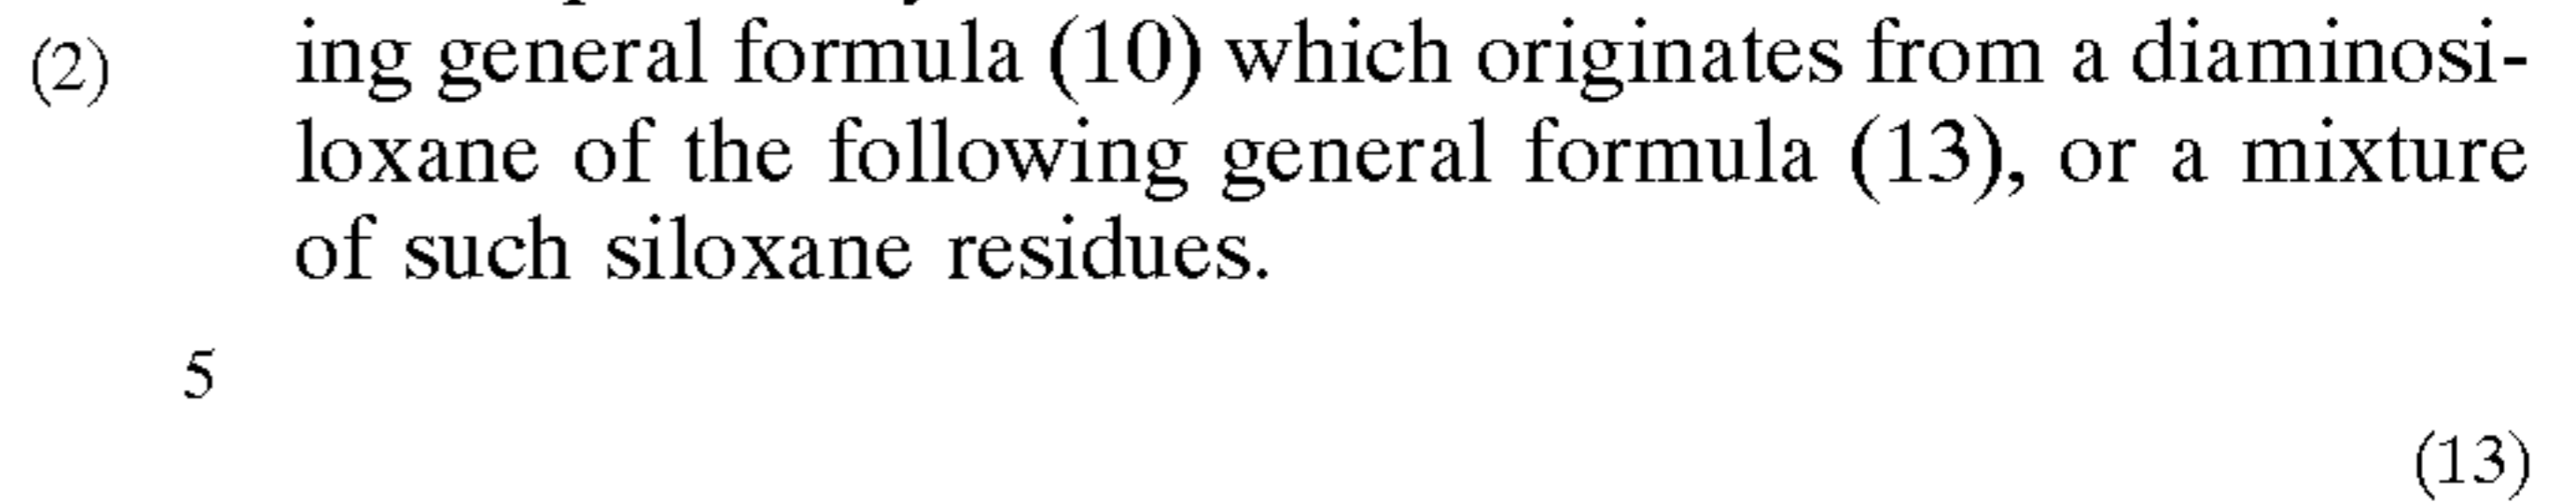 (2) ing general formula (10) which originates from a diaminosi-
loxane of the following general formula (13), or a mixture
of such siloxane residues.
5
(13)